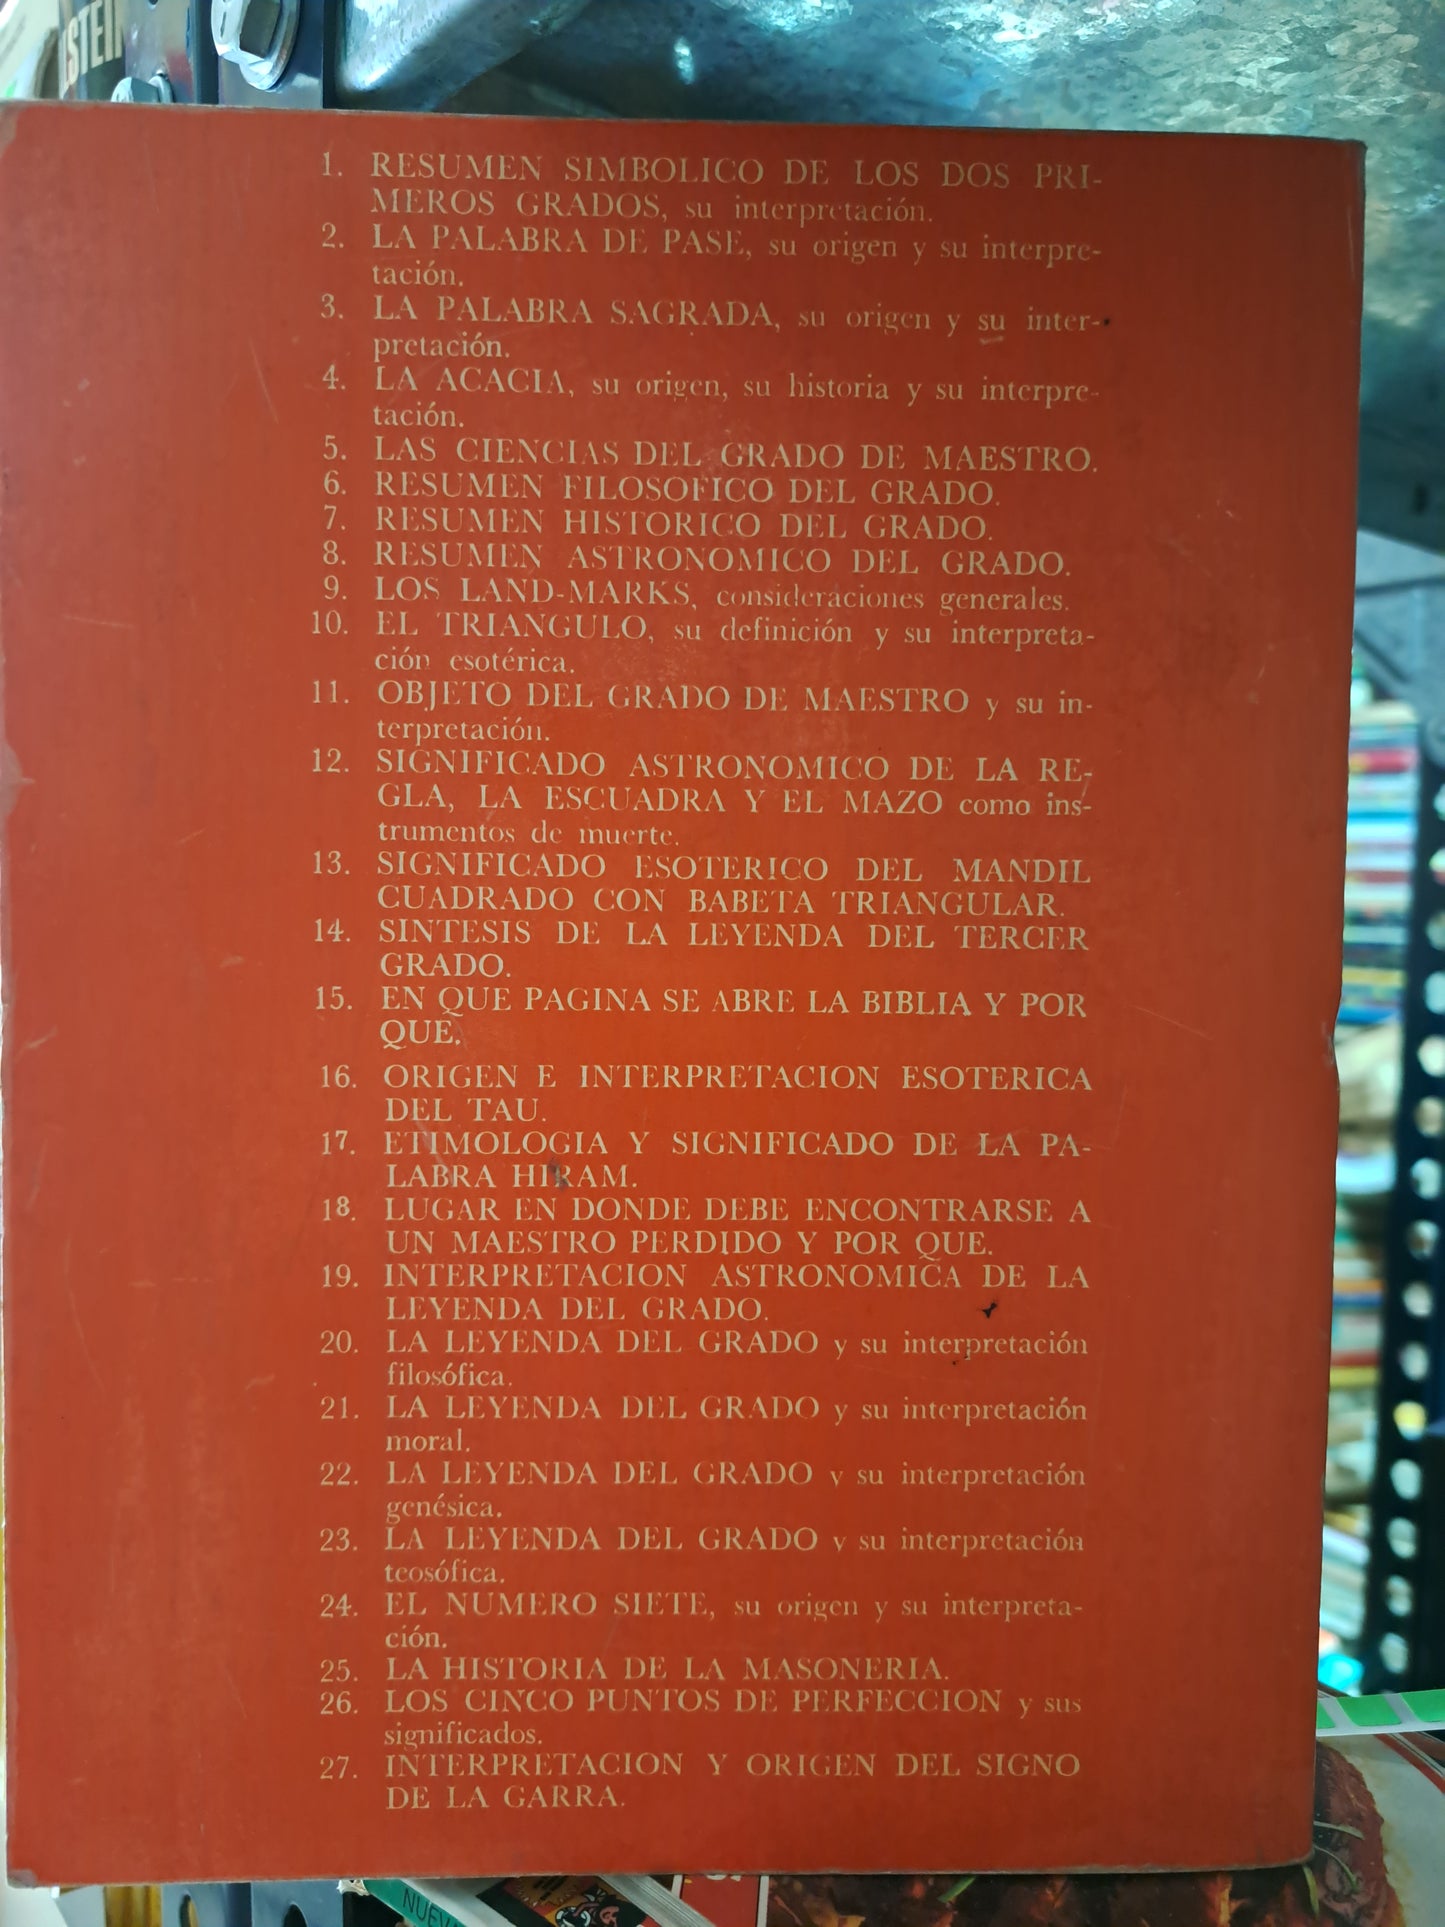 1. RESUMEN SIMBOLICO DE LOS DOS PRI-
MEROS GRADOS, su interpretación.
2. LA PALABRA DE PASE, su origen y su interpre-
tación.
3. LA PALABRA SAGRADA, su origen y su inter-
pretación.
4. LA ACACIA, su origen, su historia y su interpre-
tación.
5. LAS CIENCIAS DEL GRADO DE MAESTRO.
6. RESUMEN FILOSOFICO DEL GRADO.
7. RESUMEN HISTORICO DEL GRADO.
8. RESUMEN ASTRONOMICO DEL GRADO.
9. LOS LAND-MARKS, consideraciones generales.
10. EL TRIANGULO, su definición y su interpreta-
ción esotérica.
11. OBJETO DEL GRADO DE MAESTRO y su in-
terpretación.
12. SIGNIFICADO ASTRONOMICO DE LA RE-
GLA, LA ESCUADRA Y EL MAZO como ins-
trumentos de muerte.
13. SIGNIFICADO ESOTERICO DEL MANDIL
CUADRADO CON BABETA TRIANGULAR.
14. SINTESIS DE LA LEYENDA DEL TERCER
GRADO.
15. EN QUE PAGINA SE ABRE LA BIBLIA Y POR
QUE.
16. ORIGEN E INTERPRETACION ESOTERICA
DEL TAU.
17. ETIMOLOGIA Y SIGNIFICADO DE LA PA-
LABRA HIRAM.
18. LUGAR EN DONDE DEBE ENCONTRARSE A
UN MAESTRO PERDIDO Y POR QUE.
19. INTERPRETACION ASTRONOMICA DE LA
LEYENDA DEL GRADO.
20. LA LEYENDA DEL GRADO y su interpretación
filosófica.
21. LA LEYENDA DEL GRADO y su interpretación
moral.
22. LA LEYENDA DEL GRADO y su interpretación
genésica.
23. LA LEYENDA DEL GRADO y su interpretación
teosófica.
24. EL NUMERO SIETE, su origen y su interpreta-
ción.
25. LA HISTORIA DE LA MASONERIA.
26. LOS CINCO PUNTOS DE PERFECCION y sus
significados.
27. INTERPRETACION Y ORIGEN DEL SIGNO
DE LA GARRA.